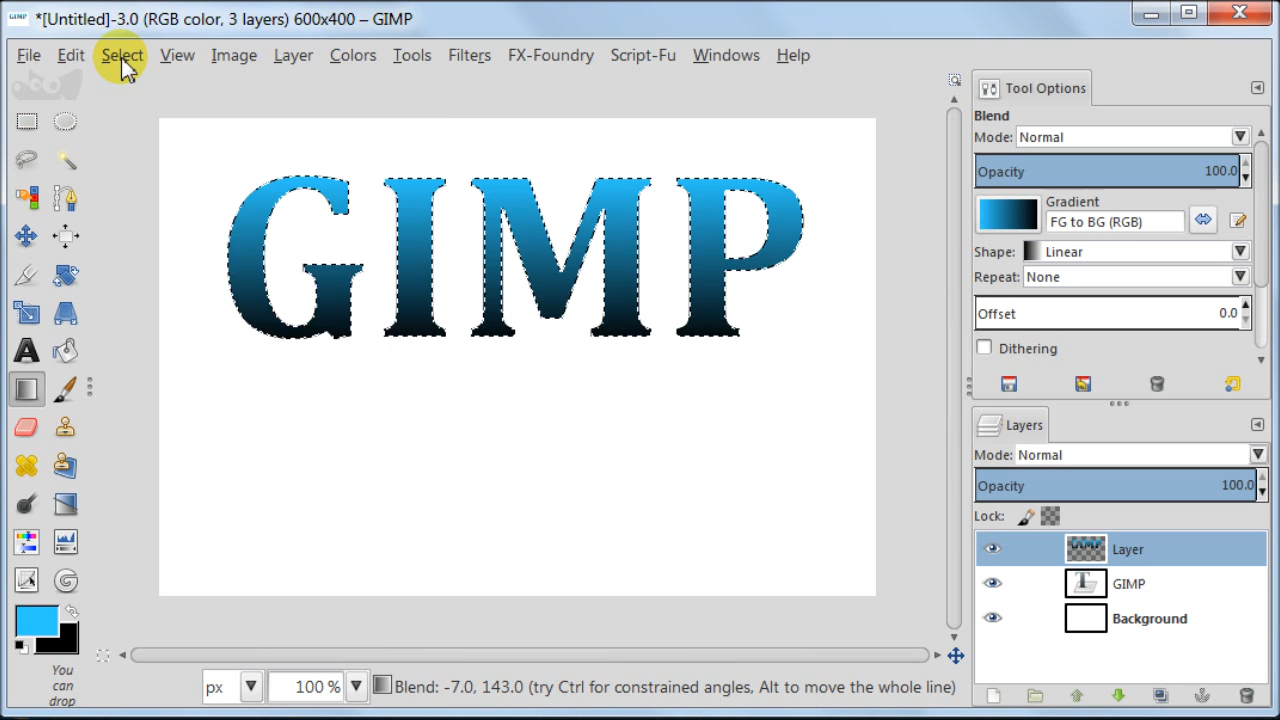 *[Untitled]-3.0 (RGB color, 3 layers) 600x400 – GIMP
File Edit Select View Image Layer Colors Tools Filters FX-Foundry Script-Fu Windows Help
Tool Options
Blend
Mode: Normal
Opacity 100.0
Gradient
FG to BG (RGB)
Shape: Linear
Repeat: None
Offset 0.0
Dithering
GIMP
Layers
Mode: Normal
Opacity 100.0
Lock:
Layer
GIMP
Background
You
can
drop
px 100 % Blend: -7.0, 143.0 (try Ctrl for constrained angles, Alt to move the whole line)